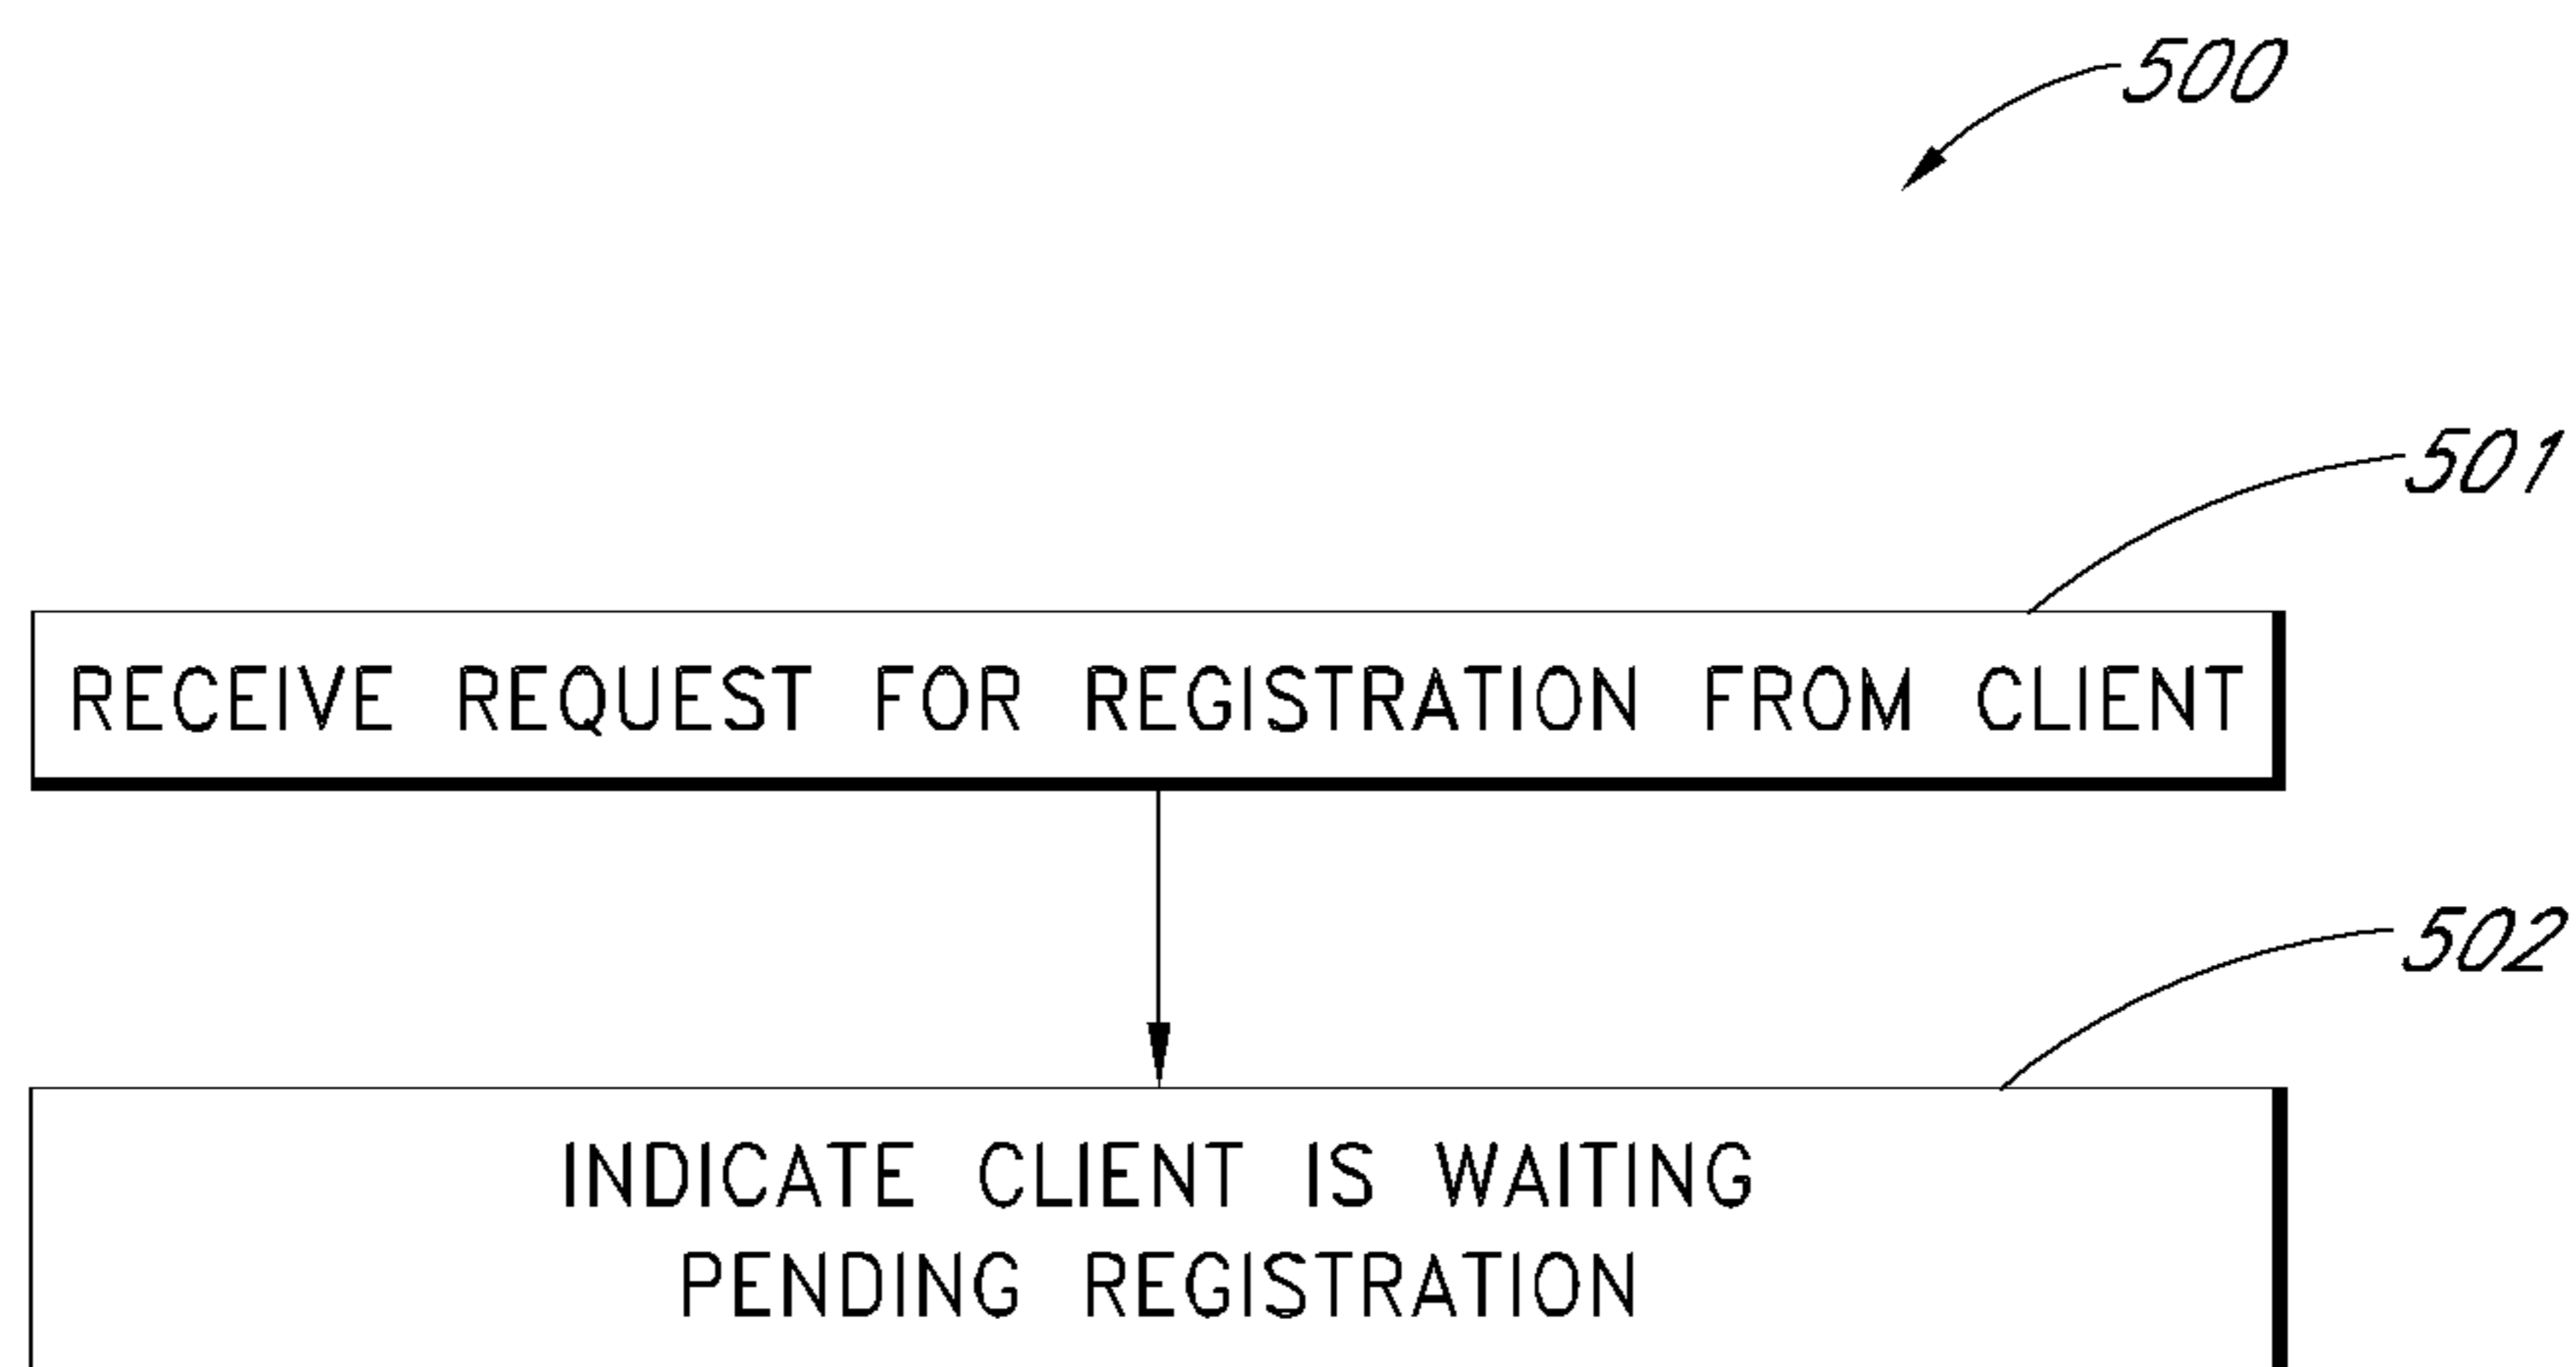 500
501
RECEIVE REQUEST FOR REGISTRATION FROM CLIENT
502
INDICATE CLIENT IS WAITING
PENDING REGISTRATION